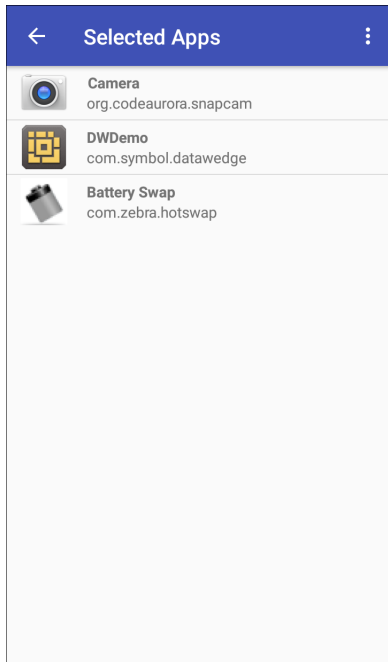 Selected Apps
Camera
org.codeaurora.snapcam
DWDemo
com.symbol.datawedge
Battery Swap
com.zebra.hotswap